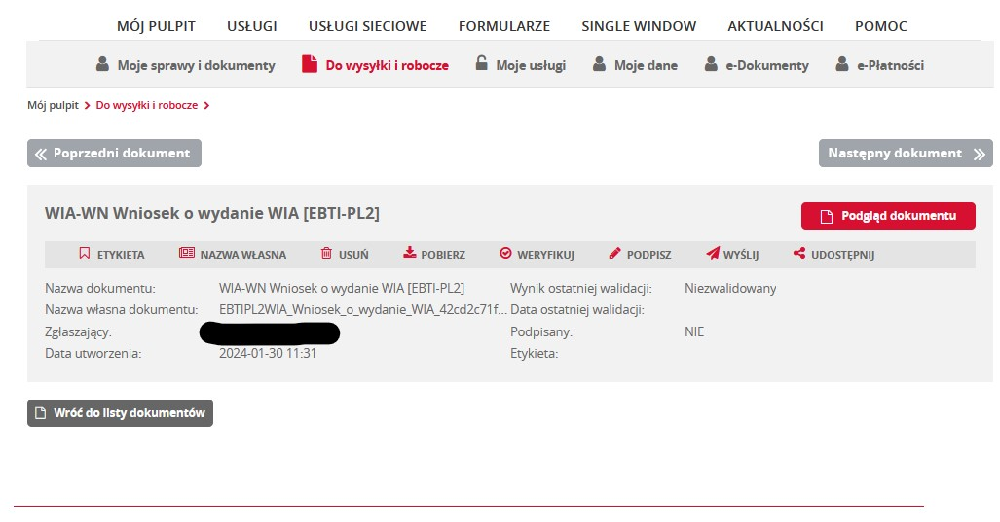 MÓJ PULPIT USŁUGI USŁUGI SIECIOWE FORMULARZE SINGLE WINDOW AKTUALNOŚCI POMOC
Moje sprawy i dokumenty Do wysyłki i robocze Moje usługi Moje dane e-Dokumenty e-Płatności
Mój pulpit > Do wysyłki i robocze >
Poprzedni dokument Następny dokument
WIA-WN Wniosek o wydanie WIA [EBTI-PL2] Podgląd dokumentu
ETYKIETA NAZWA WŁASNA USUŃ POBIERZ WERYFIKUJ PODPISZ WYŚLIJ UDOSTĘPNIJ
Nazwa dokumentu: WIA-WN Wniosek o wydanie WIA [EBTI-PL2] Wynik ostatniej walidacji: Niezwalidowany
Nazwa własna dokumentu: EBTIPL2WIA_Wniosek_o_wydanie_WIA_42cd2c71f... Data ostatniej walidacji:
Zgłaszający: Podpisany: NIE
Data utworzenia: 2024-01-30 11:31 Etykieta:
Wróć do listy dokumentów